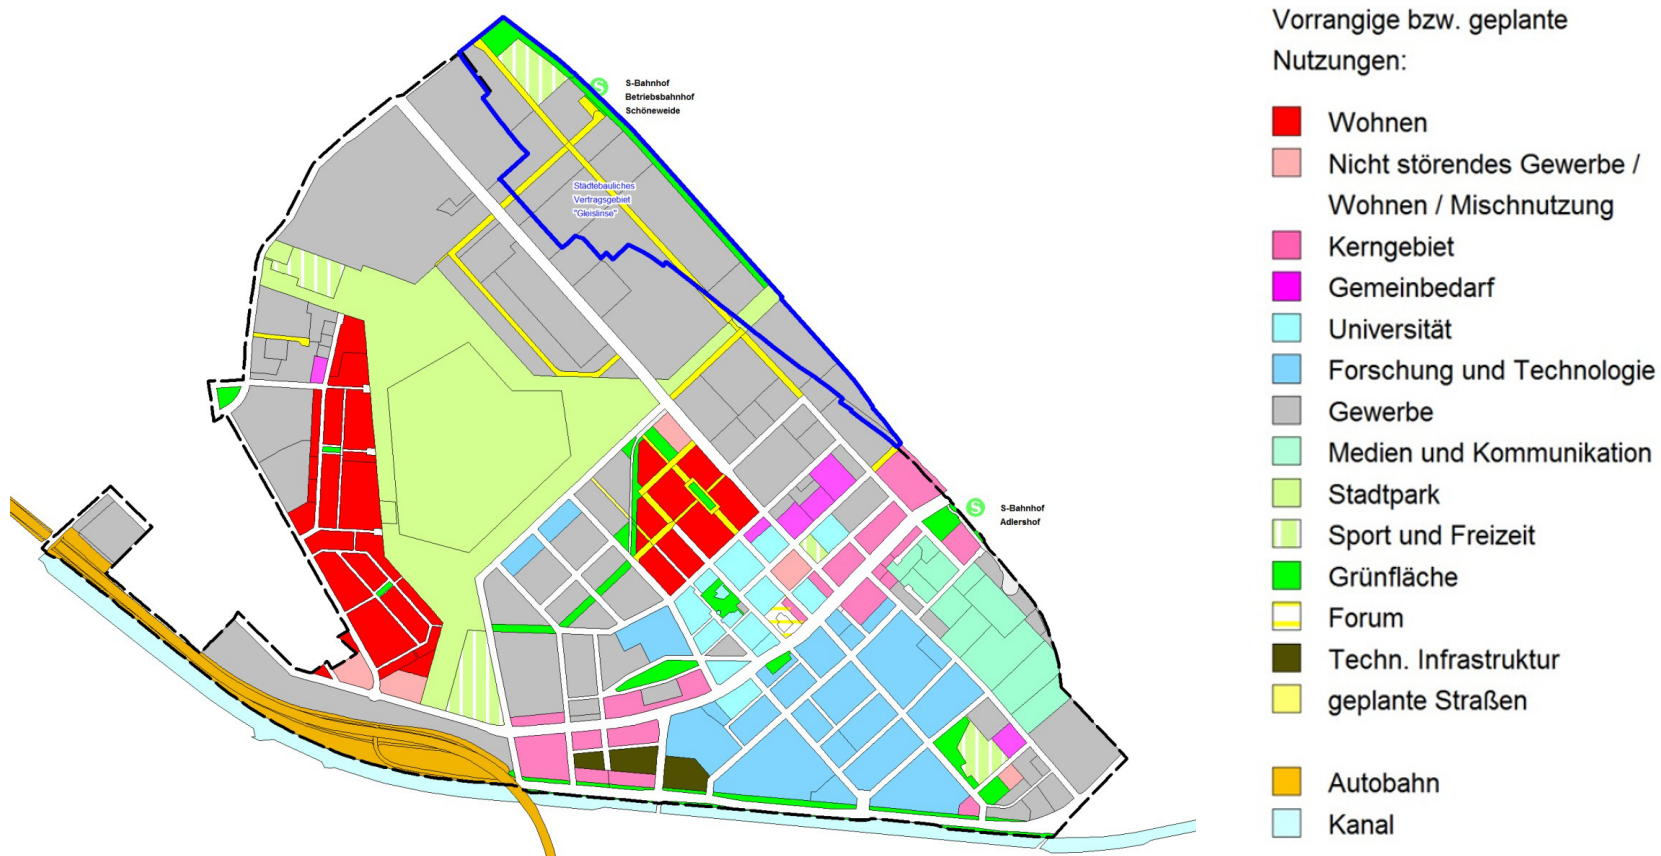 S-Bahnhof
Betriebsbahnhof
Schöneweide
Städtebauliches
Vertragsgebiet
"Gleislinse"
S-Bahnhof
Adlershof
Vorrangige bzw. geplante
Nutzungen:
Wohnen
Nicht störendes Gewerbe /
Wohnen / Mischnutzung
Kerngebiet
Gemeinbedarf
Universität
Forschung und Technologie
Gewerbe
Medien und Kommunikation
Stadtpark
Sport und Freizeit
Grünfläche
Forum
Techn. Infrastruktur
geplante Straßen
Autobahn
Kanal